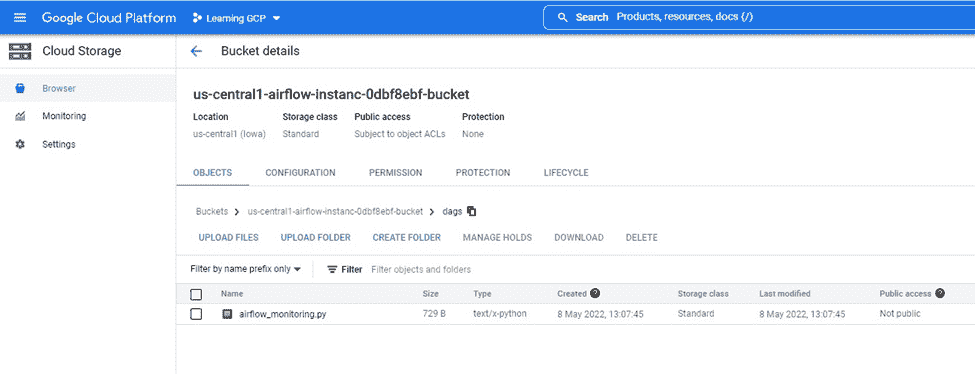 Google Cloud Platform Learning GCP Search Products, resources, docs (/)
Cloud Storage Bucket details
Browser
Monitoring
Settings
us-central1-airflow-instanc-0dbf8ebf-bucket
Location Storage class Public access Protection
us-central1 (Iowa) Standard Subject to object ACLs None
OBJECTS CONFIGURATION PERMISSION PROTECTION LIFECYCLE
Buckets us-central1-airflow-instanc-0dbf8ebf-bucket dags
UPLOAD FILES UPLOAD FOLDER CREATE FOLDER MANAGE HOLDS DOWNLOAD DELETE
Filter by name prefix only Filter Filter objects and folders
Name Size Type Created Storage class Last modified Public access
airflow_monitoring.py 729 B text/x-python 8 May 2022, 13:07:45 Standard 8 May 2022, 13:07:45 Not public